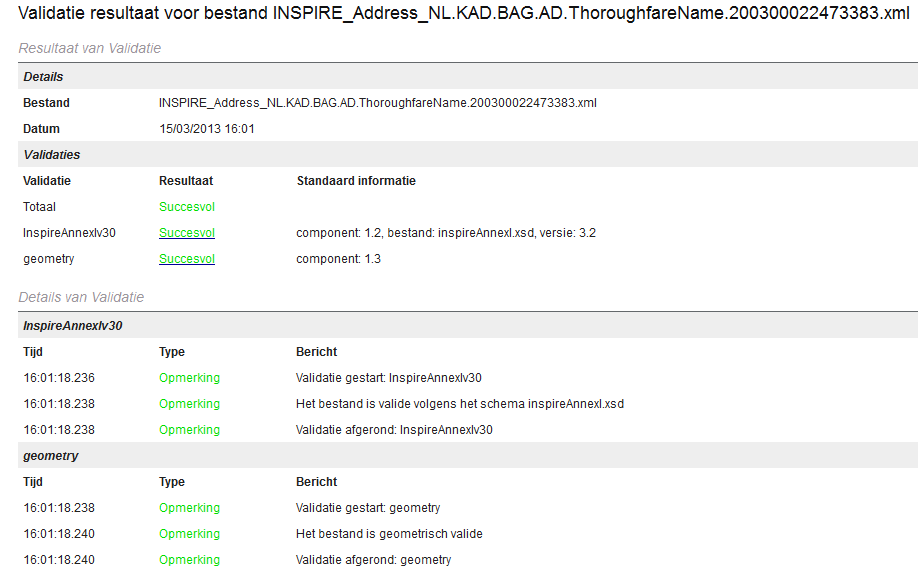 Validatie resultaat voor bestand INSPIRE_Address_NL.KAD.BAG.AD.ThoroughfareName.200300022473383.xml
Resultaat van Validatie
Details
Bestand INSPIRE_Address_NL.KAD.BAG.AD.ThoroughfareName.200300022473383.xml
Datum 15/03/2013 16:01
Validaties
Validatie Resultaat Standaard informatie
Totaal Succesvol
InspireAnnexIv30 Succesvol component: 1.2, bestand: inspireAnnexI.xsd, versie: 3.2
geometry Succesvol component: 1.3
Details van Validatie
InspireAnnexIv30
Tijd Type Bericht
16:01:18.236 Opmerking Validatie gestart: InspireAnnexIv30
16:01:18.238 Opmerking Het bestand is valide volgens het schema inspireAnnexI.xsd
16:01:18.238 Opmerking Validatie afgerond: InspireAnnexIv30
geometry
Tijd Type Bericht
16:01:18.238 Opmerking Validatie gestart: geometry
16:01:18.240 Opmerking Het bestand is geometrisch valide
16:01:18.240 Opmerking Validatie afgerond: geometry